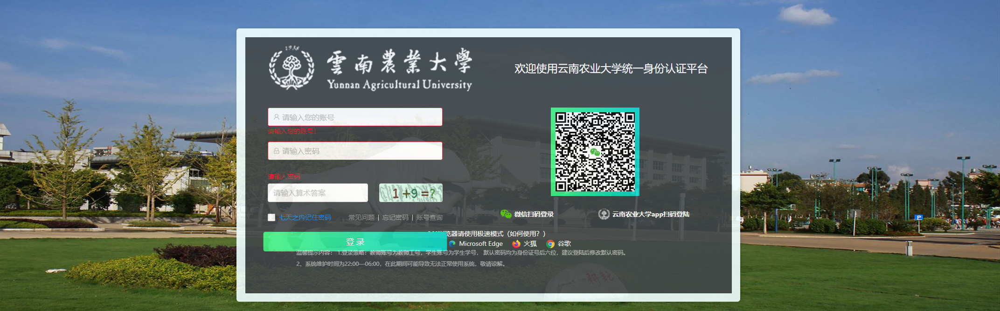 1938
雲南農業大學
Yunnan Agricultural University
欢迎使用云南农业大学统一身份认证平台
请输入您的账号
请输入您的账号!
请输入密码
请输入密码
请输入算术答案
1+9=?
七天之内记住密码
常见问题 | 忘记密码 | 账号查询
登 录
微信扫码登录
云南农业大学app扫码登陆
浏览器请使用极速模式（如何使用？）
Microsoft Edge 火狐 谷歌
温馨提示内容： 1.登录策略：教师账号为教师工号，学生账号为学生学号， 默认密码均为身份证号后六位，建议登陆后修改默认密码。
2、系统维护时间为22:00—06:00，在此期间可能导致无法正常使用系统，敬请谅解。
P